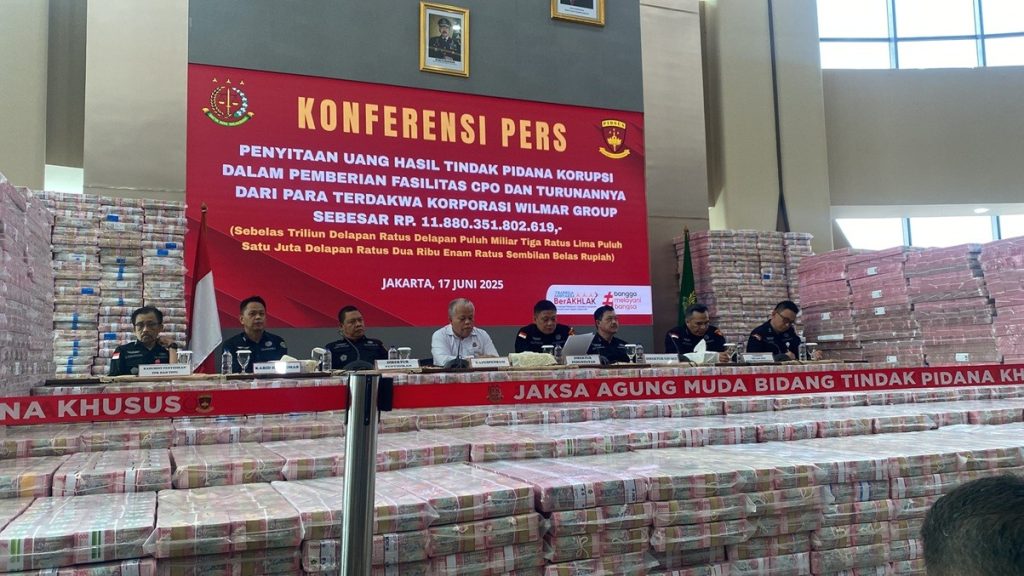 KONFERENSI PERS
PIDSUS
PENYITAAN UANG HASIL TINDAK PIDANA KORUPSI
DALAM PEMBERIAN FASILITAS CPO DAN TURUNANNYA
DARI PARA TERDAKWA KORPORASI WILMAR GROUP
SEBESAR RP. 11.880.351.802.619,-
(Sebelas Triliun Delapan Ratus Delapan Puluh Miliar Tiga Ratus Lima Puluh
Satu Juta Delapan Ratus Dua Ribu Enam Ratus Sembilan Belas Rupiah)
JAKARTA, 17 JUNI 2025
BerAKHLAK
#bangga
melayani
bangsa
DIREKTUR
NA KHUSUS
JAKSA AGUNG MUDA BIDANG TINDAK PIDANA KH